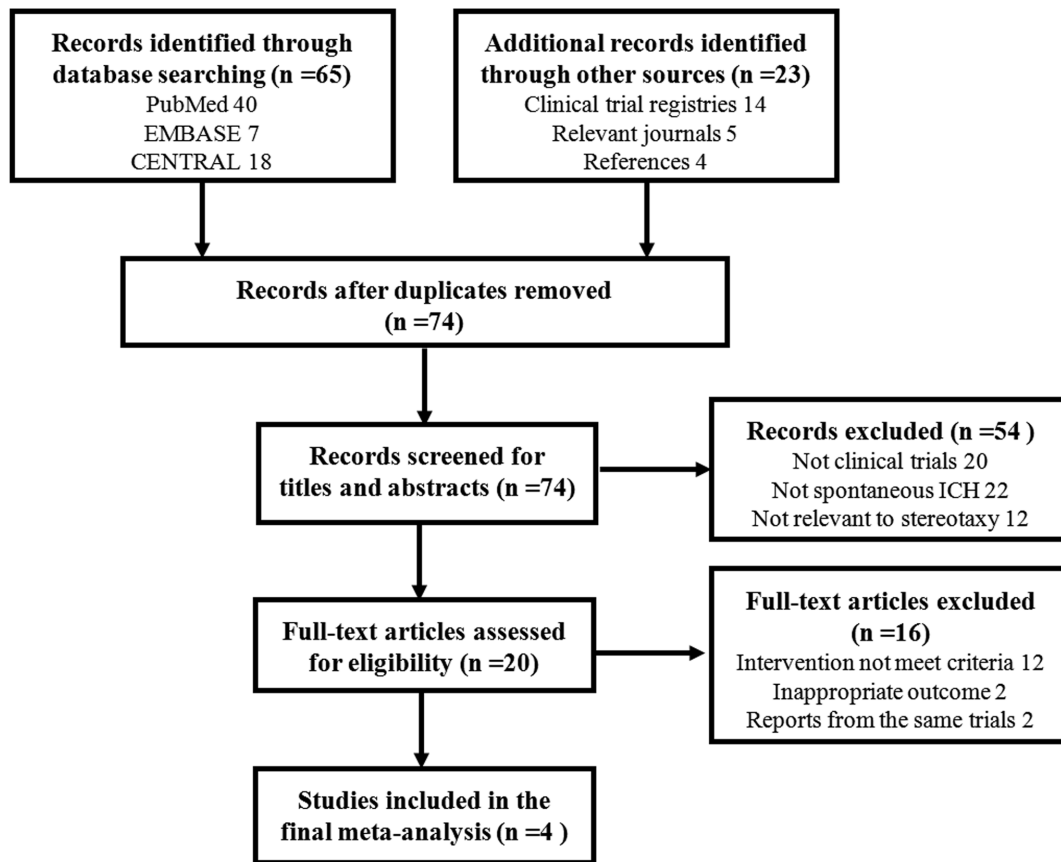 Records identified through
database searching (n =65)
PubMed 40
EMBASE 7
CENTRAL 18
Additional records identified
through other sources (n =23)
Clinical trial registries 14
Relevant journals 5
References 4
Records after duplicates removed
(n =74)
Records screened for
titles and abstracts (n =74)
Records excluded (n =54 )
Not clinical trials 20
Not spontaneous ICH 22
Not relevant to stereotaxy 12
Full-text articles assessed
for eligibility (n =20)
Full-text articles excluded
(n =16)
Intervention not meet criteria 12
Inappropriate outcome 2
Reports from the same trials 2
Studies included in the
final meta-analysis (n =4 )